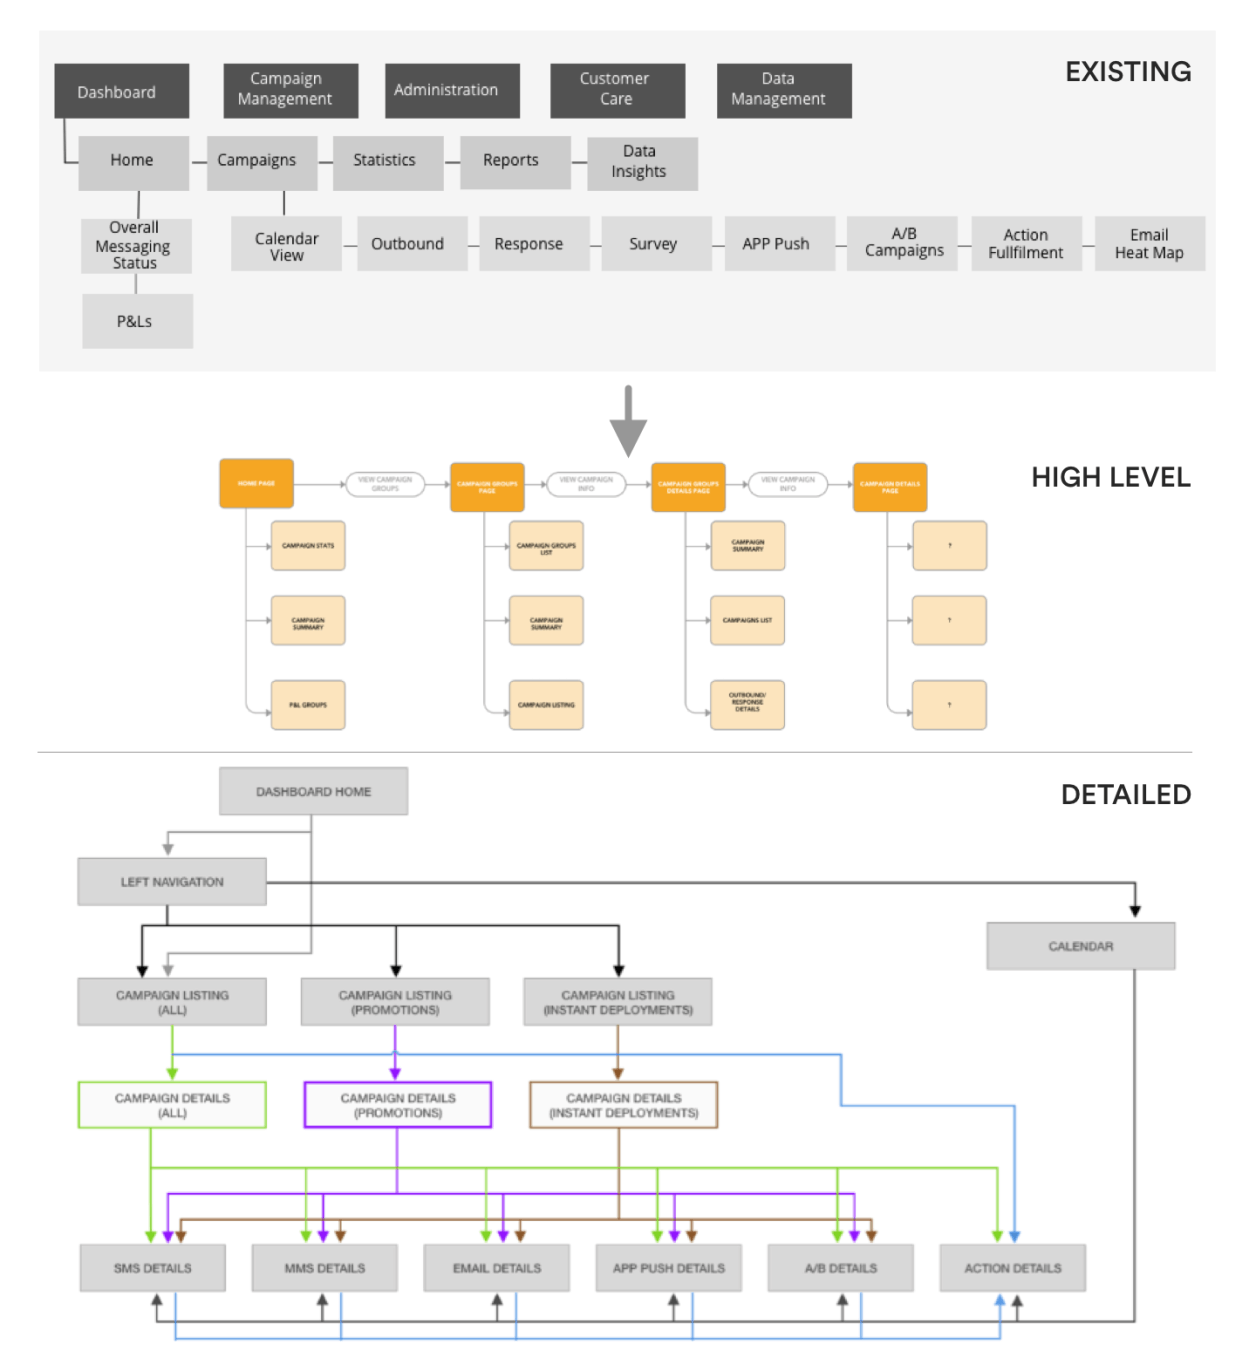 EXISTING
Dashboard
Campaign
Management
Administration
Customer
Care
Data
Management
Home
Campaigns
Statistics
Reports
Data
Insights
Overall
Messaging
Status
Calendar
View
Outbound
Response
Survey
APP Push
A/B
Campaigns
Action
Fullfilment
Email
Heat Map
P&Ls
HIGH LEVEL
HOME PAGE
VIEW CAMPAIGN
GROUPS
CAMPAIGN GROUPS
PAGE
VIEW CAMPAIGN
INFO
CAMPAIGN GROUPS
DETAILS PAGE
VIEW CAMPAIGN
INFO
CAMPAIGN DETAILS
PAGE
CAMPAIGN STATS
CAMPAIGN GROUPS
LIST
CAMPAIGN
SUMMARY
?
CAMPAIGN
SUMMARY
CAMPAIGN
SUMMARY
CAMPAIGNS LIST
?
P&L GROUPS
CAMPAIGN LISTING
OUTBOUND/
RESPONSE
DETAILS
?
DETAILED
DASHBOARD HOME
LEFT NAVIGATION
CALENDAR
CAMPAIGN LISTING
(ALL)
CAMPAIGN LISTING
(PROMOTIONS)
CAMPAIGN LISTING
(INSTANT DEPLOYMENTS)
CAMPAIGN DETAILS
(ALL)
CAMPAIGN DETAILS
(PROMOTIONS)
CAMPAIGN DETAILS
(INSTANT DEPLOYMENTS)
SMS DETAILS
MMS DETAILS
EMAIL DETAILS
APP PUSH DETAILS
A/B DETAILS
ACTION DETAILS